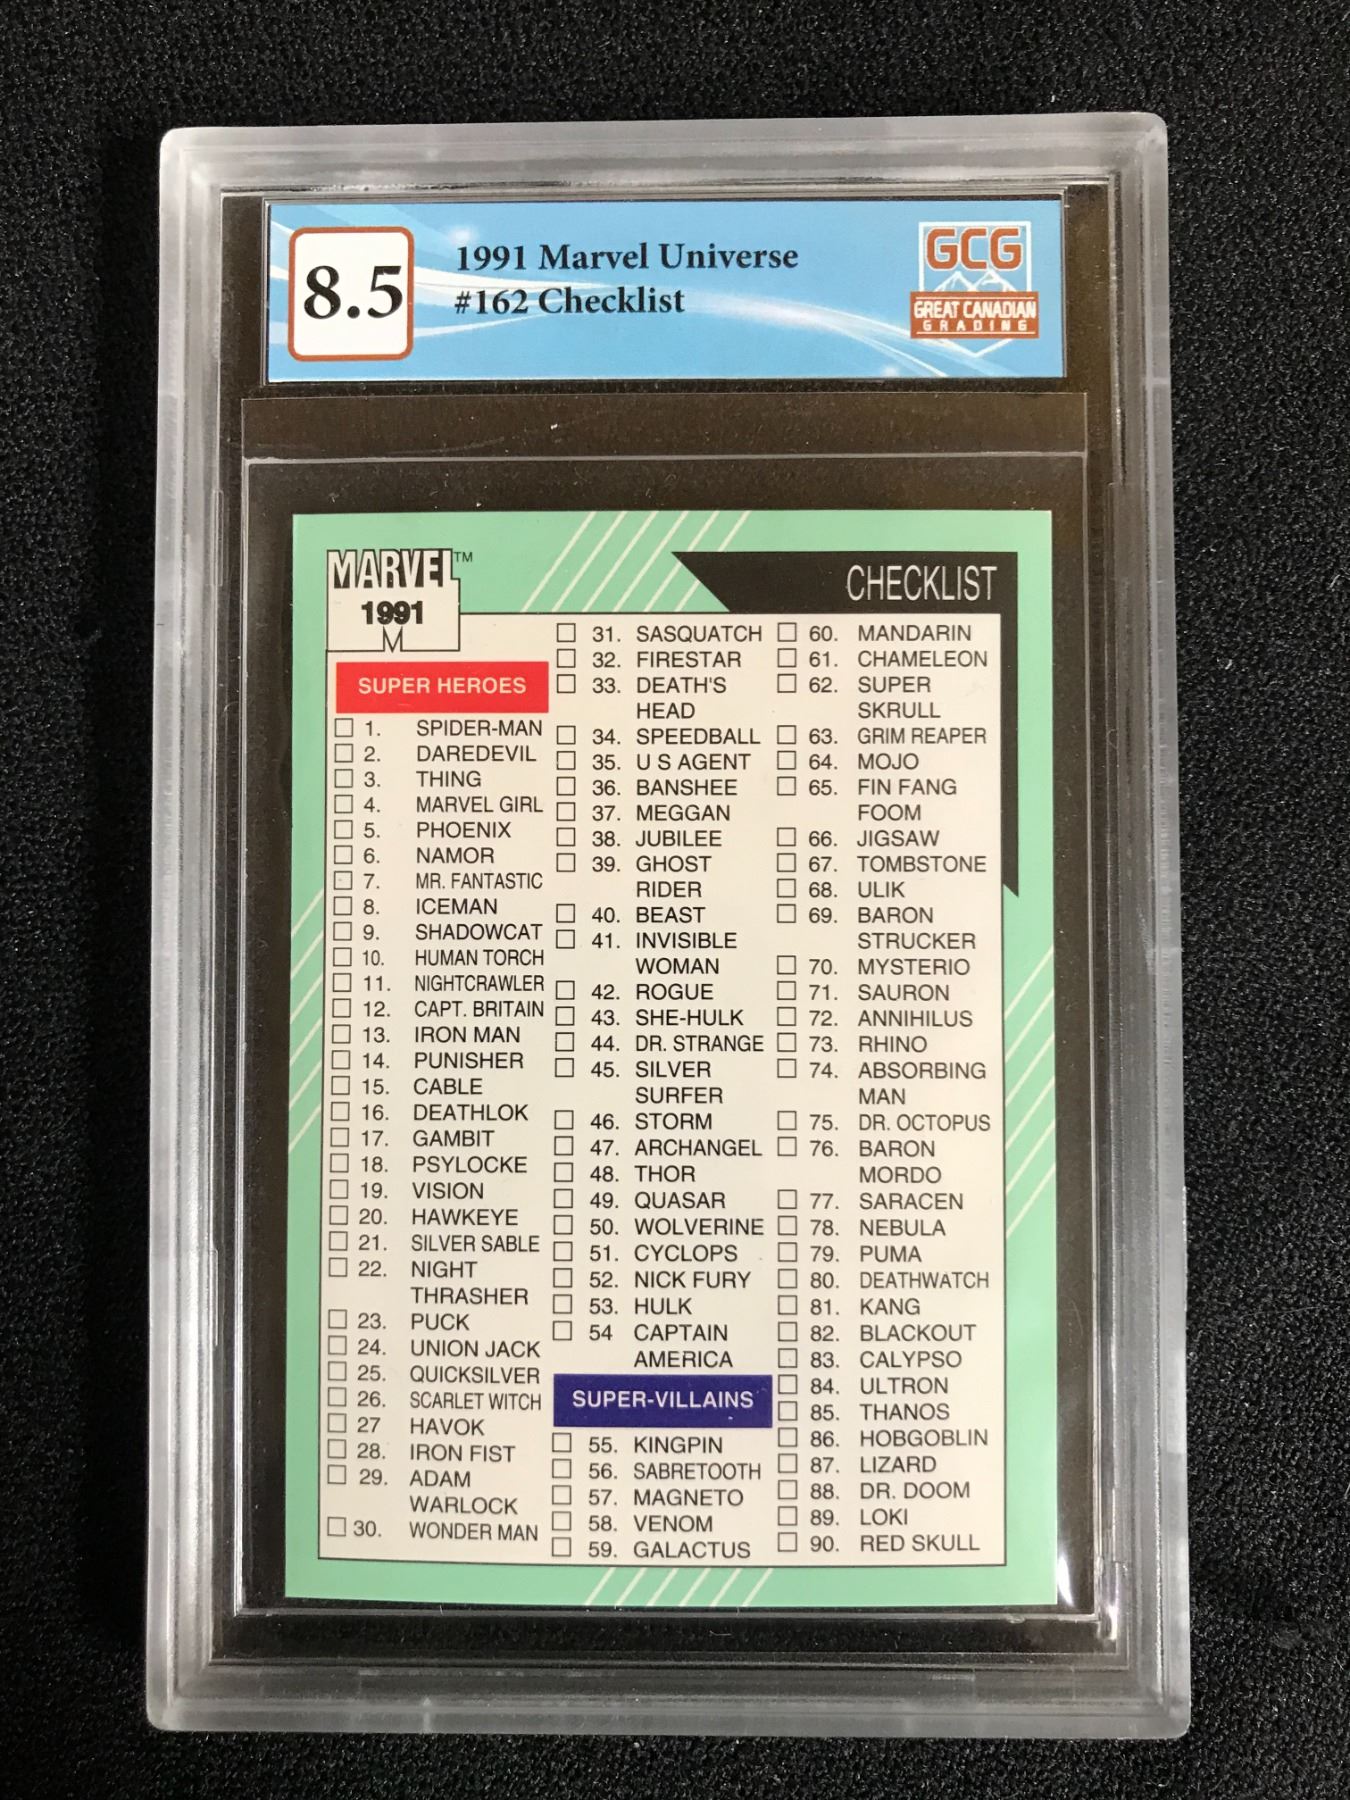 8.5
1991 Marvel Universe
#162 Checklist
GCG
GREAT CANADIAN
GRADING
MARVEL™
1991
M
CHECKLIST
SUPER HEROES
1. SPIDER-MAN
2. DAREDEVIL
3. THING
4. MARVEL GIRL
5. PHOENIX
6. NAMOR
7. MR. FANTASTIC
8. ICEMAN
9. SHADOWCAT
10. HUMAN TORCH
11. NIGHTCRAWLER
12. CAPT. BRITAIN
13. IRON MAN
14. PUNISHER
15. CABLE
16. DEATHLOK
17. GAMBIT
18. PSYLOCKE
19. VISION
20. HAWKEYE
21. SILVER SABLE
22. NIGHT
THRASHER
23. PUCK
24. UNION JACK
25. QUICKSILVER
26. SCARLET WITCH
27 HAVOK
28. IRON FIST
29. ADAM
WARLOCK
30. WONDER MAN
31. SASQUATCH
32. FIRESTAR
33. DEATH'S
HEAD
34. SPEEDBALL
35. U S AGENT
36. BANSHEE
37. MEGGAN
38. JUBILEE
39. GHOST
RIDER
40. BEAST
41. INVISIBLE
WOMAN
42. ROGUE
43. SHE-HULK
44. DR. STRANGE
45. SILVER
SURFER
46. STORM
47. ARCHANGEL
48. THOR
49. QUASAR
50. WOLVERINE
51. CYCLOPS
52. NICK FURY
53. HULK
54 CAPTAIN
AMERICA
SUPER-VILLAINS
55. KINGPIN
56. SABRETOOTH
57. MAGNETO
58. VENOM
59. GALACTUS
60. MANDARIN
61. CHAMELEON
62. SUPER
SKRULL
63. GRIM REAPER
64. MOJO
65. FIN FANG
FOOM
66. JIGSAW
67. TOMBSTONE
68. ULIK
69. BARON
STRUCKER
70. MYSTERIO
71. SAURON
72. ANNIHILUS
73. RHINO
74. ABSORBING
MAN
75. DR. OCTOPUS
76. BARON
MORDO
77. SARACEN
78. NEBULA
79. PUMA
80. DEATHWATCH
81. KANG
82. BLACKOUT
83. CALYPSO
84. ULTRON
85. THANOS
86. HOBGOBLIN
87. LIZARD
88. DR. DOOM
89. LOKI
90. RED SKULL